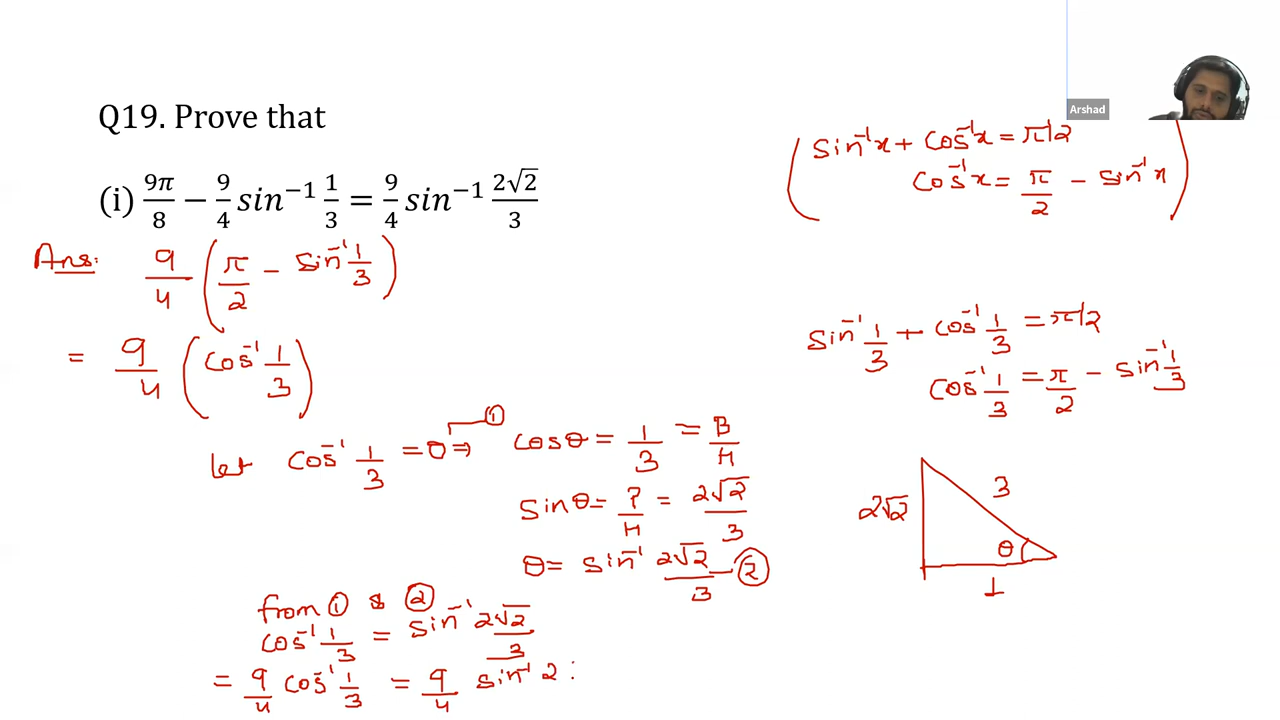 Arshad
Q19. Prove that
(i) 9π/8 − 9/4 sin⁻¹ 1/3 = 9/4 sin⁻¹ 2√2/3
(sin⁻¹x + cos⁻¹x = π/2
cos⁻¹x = π/2 − sin⁻¹x)
Ans: 9/4 (π/2 − sin⁻¹ 1/3)
= 9/4 (cos⁻¹ 1/3)
sin⁻¹ 1/3 + cos⁻¹ 1/3 = π/2
cos⁻¹ 1/3 = π/2 − sin⁻¹ 1/3
let cos⁻¹ 1/3 = θ ⇒ ① cosθ = 1/3 = B/H
sinθ = P/H = 2√2/3
θ = sin⁻¹ 2√2/3 − ②
2√2 3
θ
1
from ① & ②
cos⁻¹ 1/3 = sin⁻¹ 2√2/3
= 9/4 cos⁻¹ 1/3 = 9/4 sin⁻¹ 2